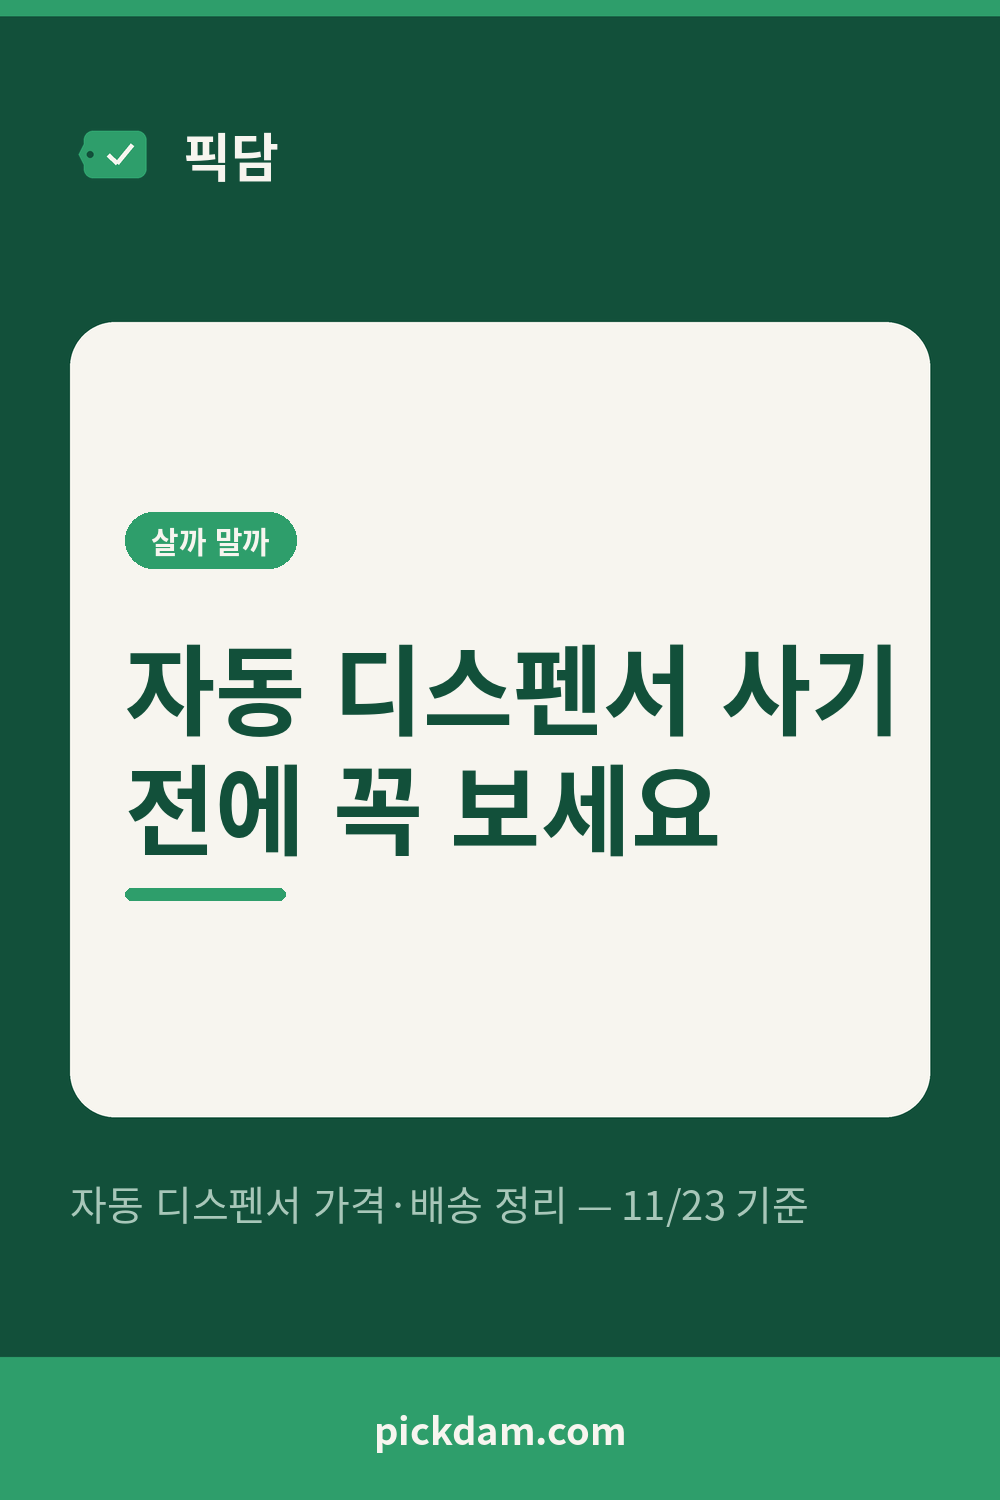 픽담
살까 말까
자동 디스펜서 사기
전에 꼭 보세요
자동 디스펜서 가격·배송 정리 — 11/23 기준
pickdam.com